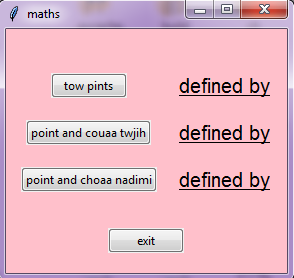 maths
tow pints defined by
point and couaa twjih defined by
point and choaa nadimi defined by
exit